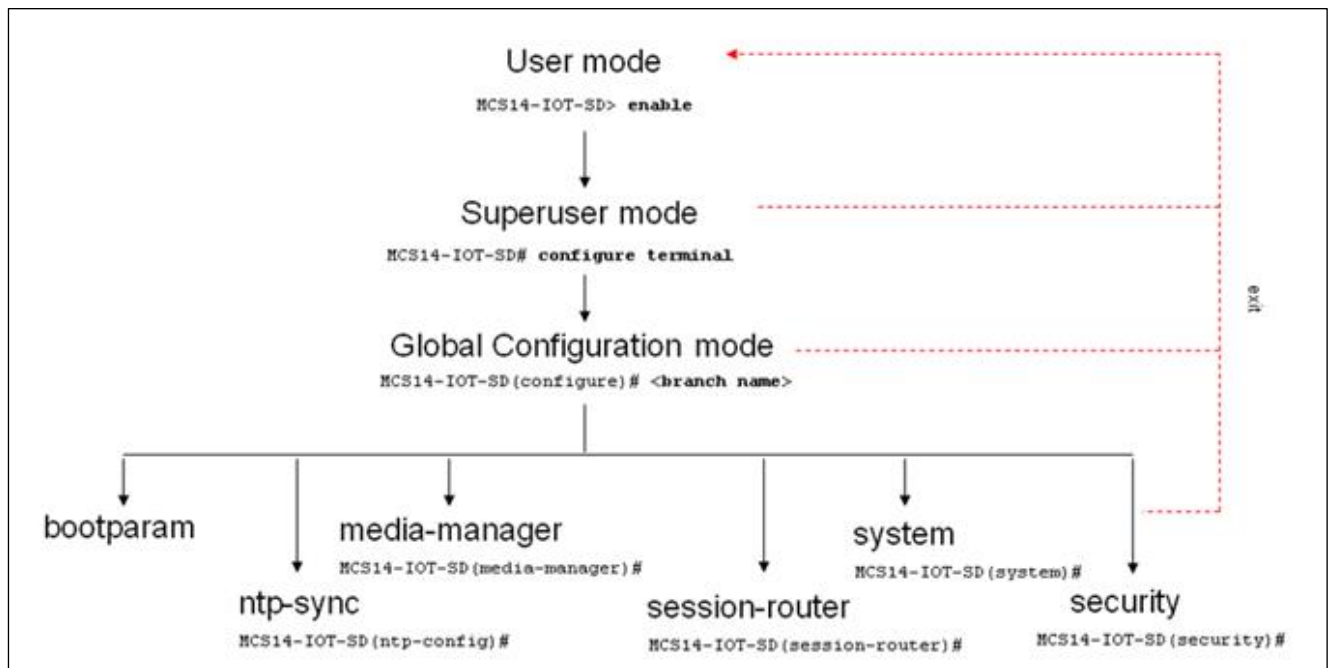 User mode
MCS14-IOT-SD> enable
Superuser mode
MCS14-IOT-SD# configure terminal
exit
Global Configuration mode
MCS14-IOT-SD(configure)# <branch name>
bootparam
media-manager
MCS14-IOT-SD(media-manager)#
system
MCS14-IOT-SD(system)#
ntp-sync
MCS14-IOT-SD(ntp-config)#
session-router
MCS14-IOT-SD(session-router)#
security
MCS14-IOT-SD(security)#